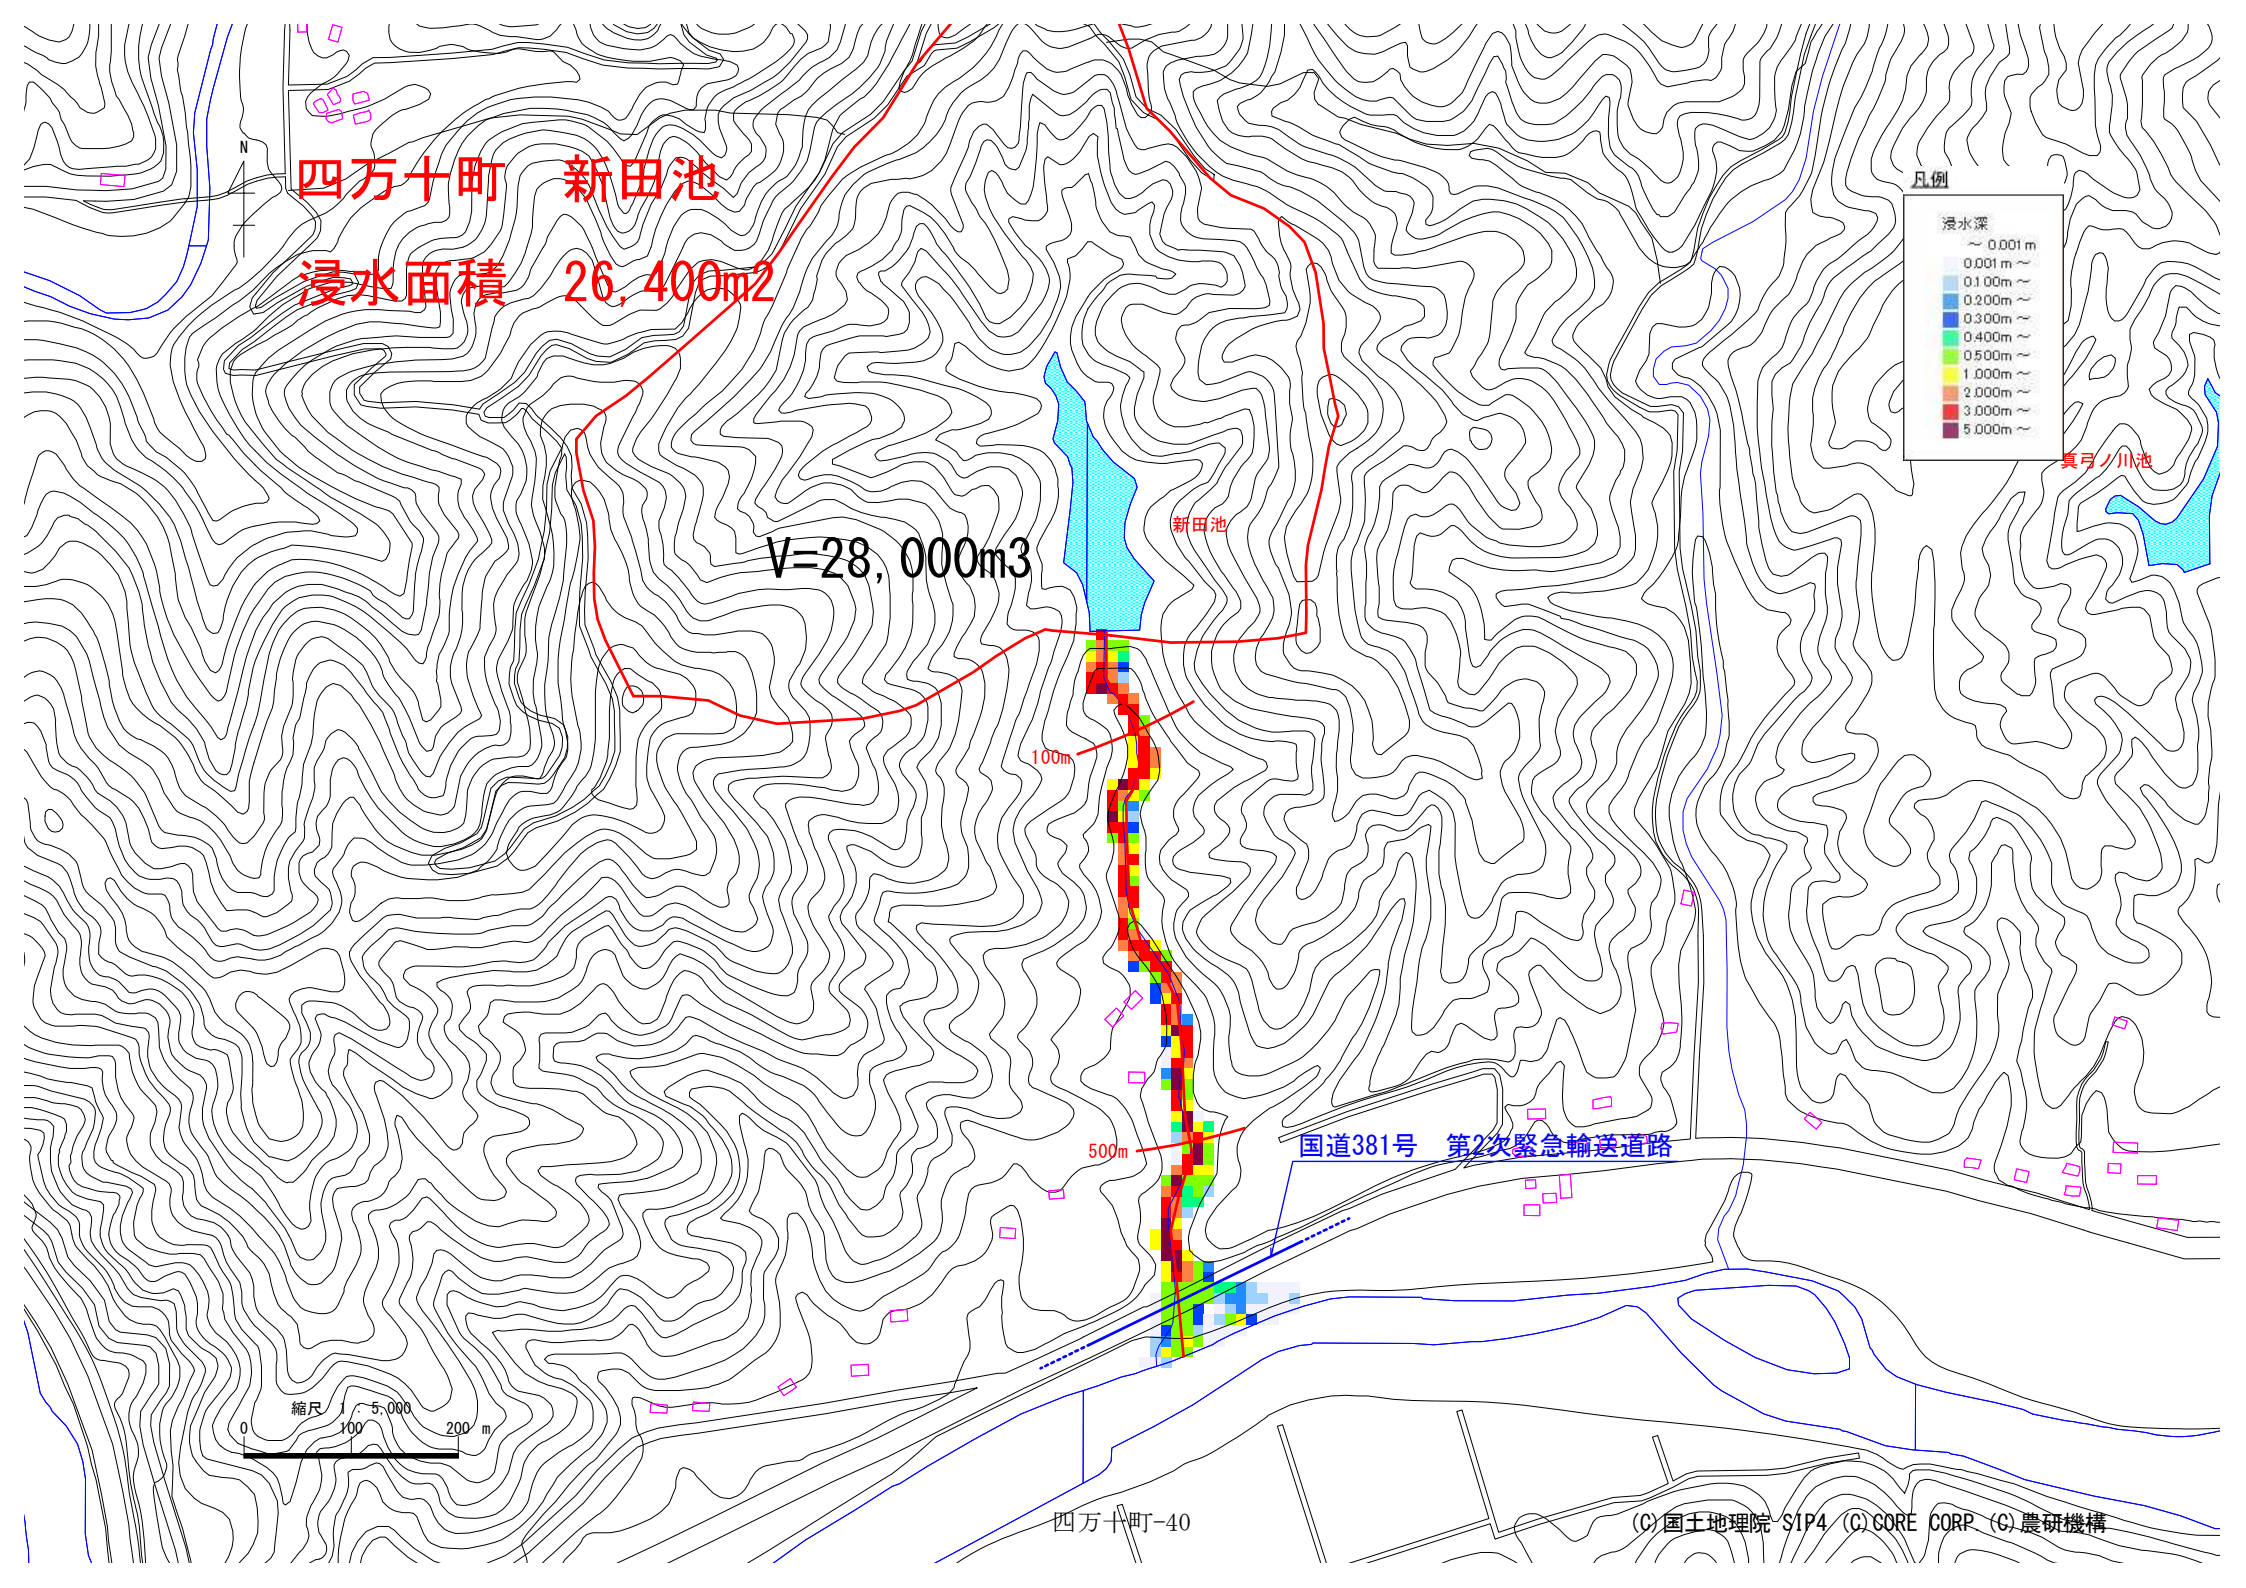 N
四万十町　新田池
浸水面積　26,400m2
凡例
浸水深
～ 0.001m
0.001m～
0.100m～
0.200m～
0.300m～
0.400m～
0.500m～
1.000m～
2.000m～
3.000m～
5.000m～
真弓ノ川池
新田池
V=28,000m3
100m
500m
国道381号　第2次緊急輸送道路
縮尺　1 : 5,000
0　100　200 m
四万十町-40
(C)国土地理院 SIP4 (C)CORE CORP. (C)農研機構